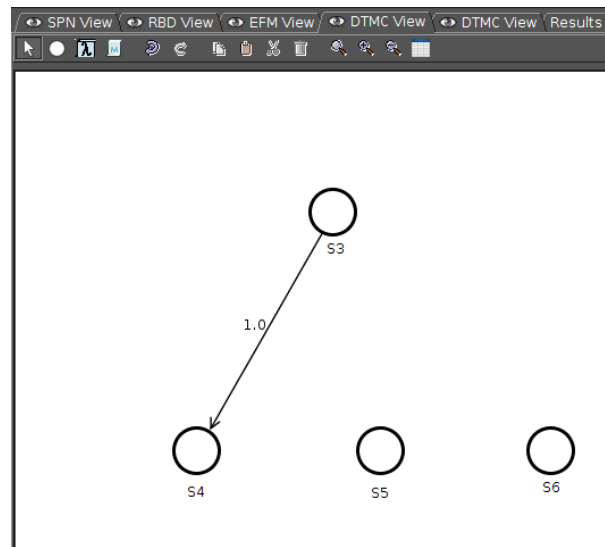 SPN View RBD View EFM View DTMC View DTMC View Results
λ M
S3
1.0
S4 S5 S6